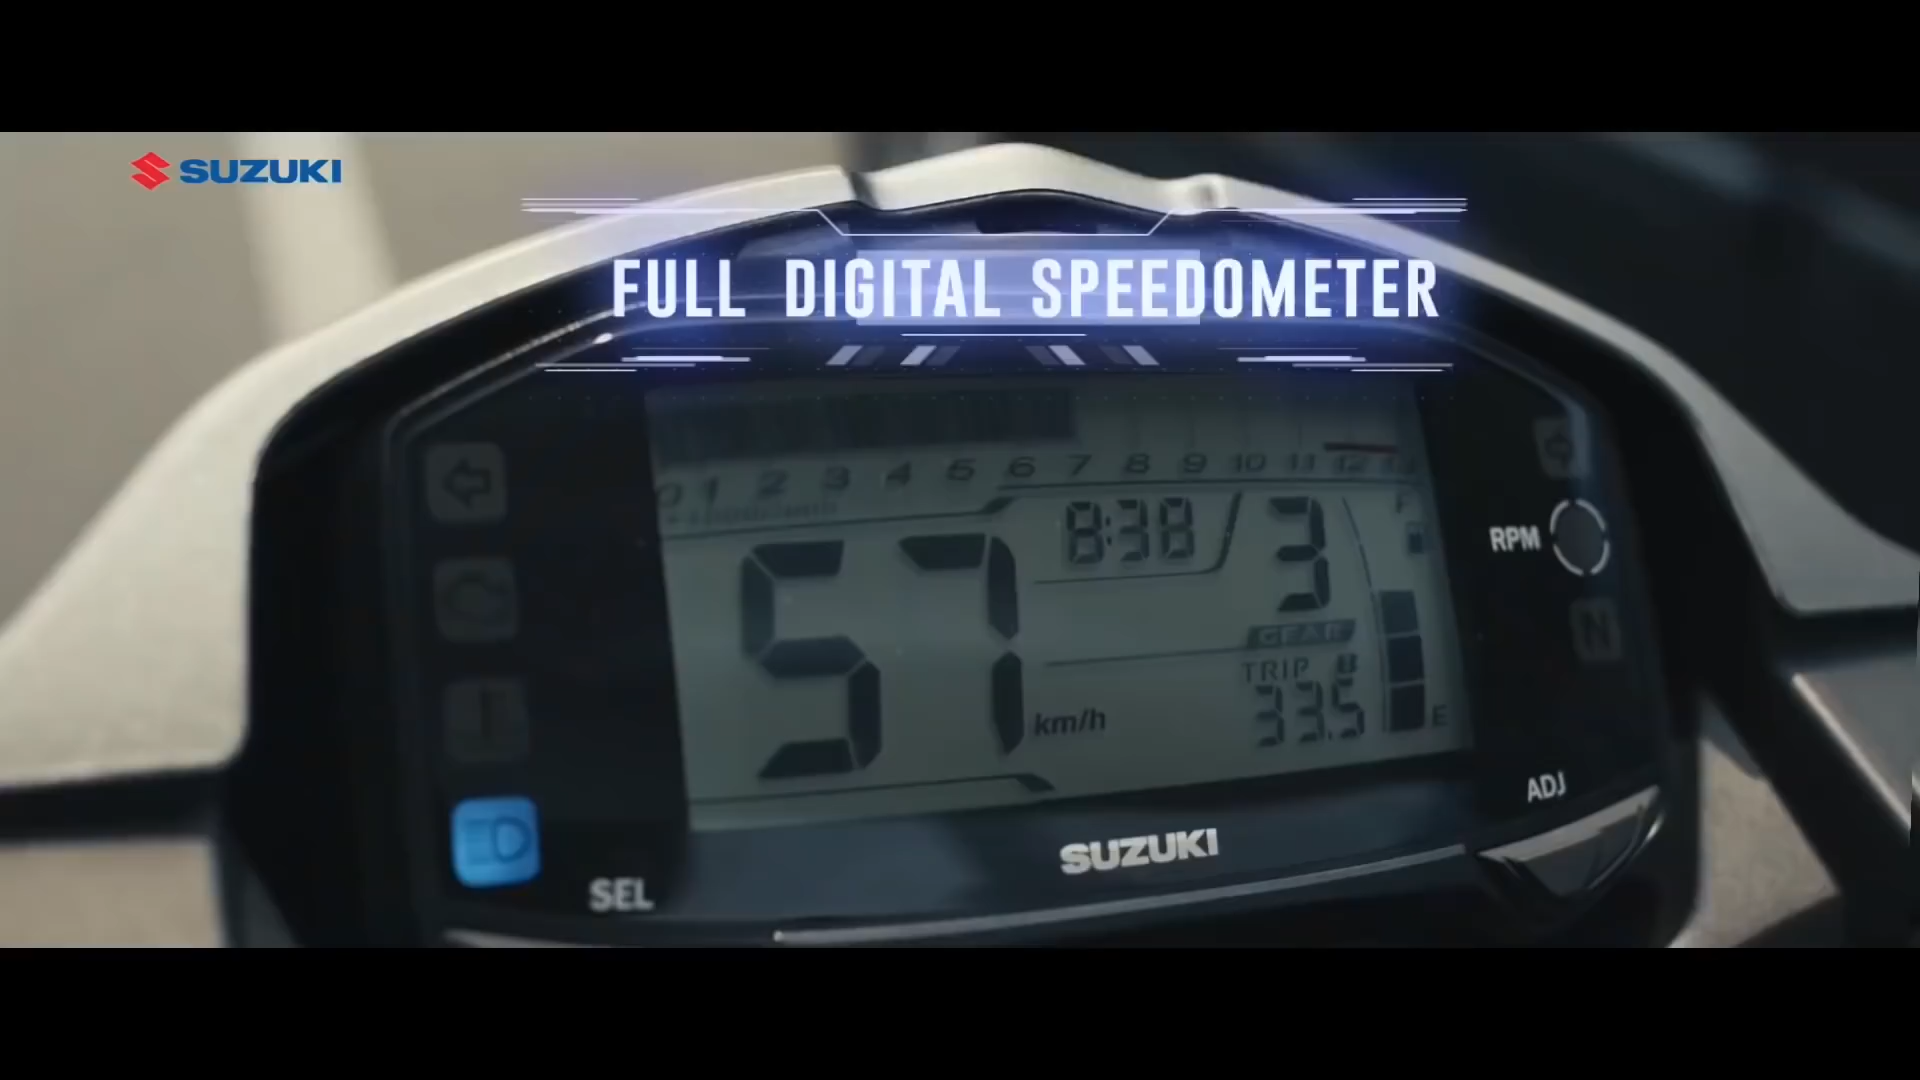 SUZUKI
FULL DIGITAL SPEEDOMETER
0 1 2 3 4 5 6 7 8 9 10 11 12 13
8:38
3
F
RPM
57
GEAR
N
TRIP B
km/h
33.5
E
ADJ
SUZUKI
SEL